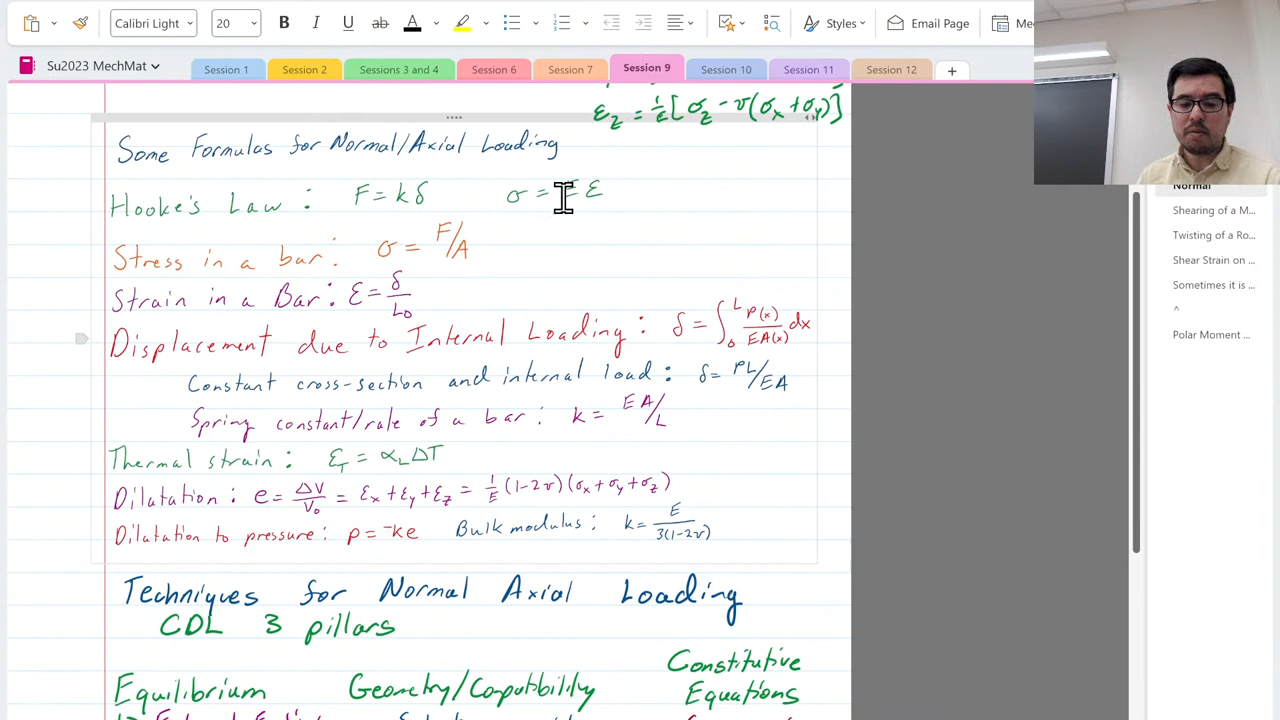 Calibri Light 20 B I U ab A Styles Email Page
Su2023 MechMat Session 1 Session 2 Sessions 3 and 4 Session 6 Session 7 Session 9 Session 10 Session 11 Session 12 +
ε_z = 1/E [σ_z - ν(σ_x + σ_y)]
Some Formulas for Normal/Axial Loading
Hooke's Law : F = kδ σ = E ε
Stress in a bar : σ = F/A
Strain in a Bar : ε = δ/L₀
Displacement due to Internal Loading : δ = ∫₀ᴸ P(x)/EA(x) dx
Constant cross-section and internal load : δ = PL/EA
Spring constant/rate of a bar : k = EA/L
Thermal strain : ε_T = α_L ΔT
Dilatation : e = ΔV/V₀ = ε_x + ε_y + ε_z = 1/E (1-2ν)(σ_x + σ_y + σ_z)
Dilatation to pressure : p = -ke Bulk modulus : k = E/3(1-2ν)
Techniques for Normal Axial Loading
CDL 3 pillars
Equilibrium Geometry/Compatibility Constitutive Equations
Normal
Shearing of a M...
Twisting of a Ro...
Shear Strain on ...
Sometimes it is ...
^
Polar Moment ...